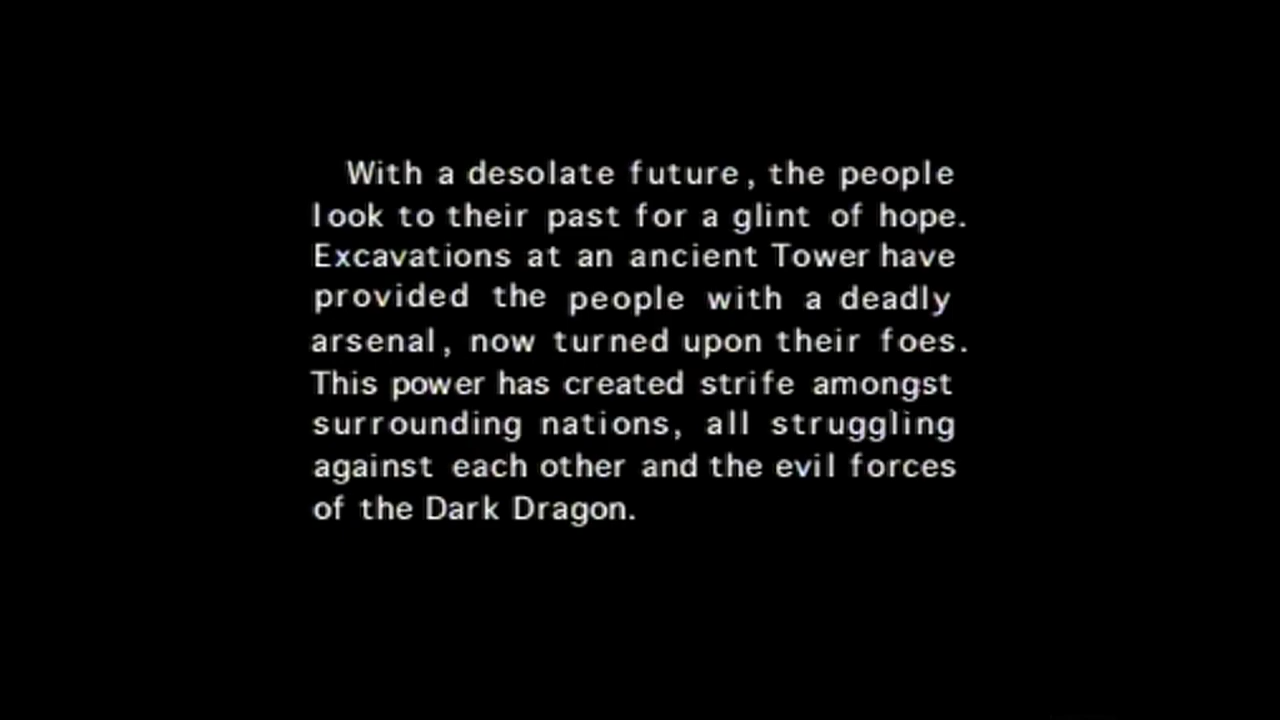 With a desolate future, the people
look to their past for a glint of hope.
Excavations at an ancient Tower have
provided the people with a deadly
arsenal, now turned upon their foes.
This power has created strife amongst
surrounding nations, all struggling
against each other and the evil forces
of the Dark Dragon.